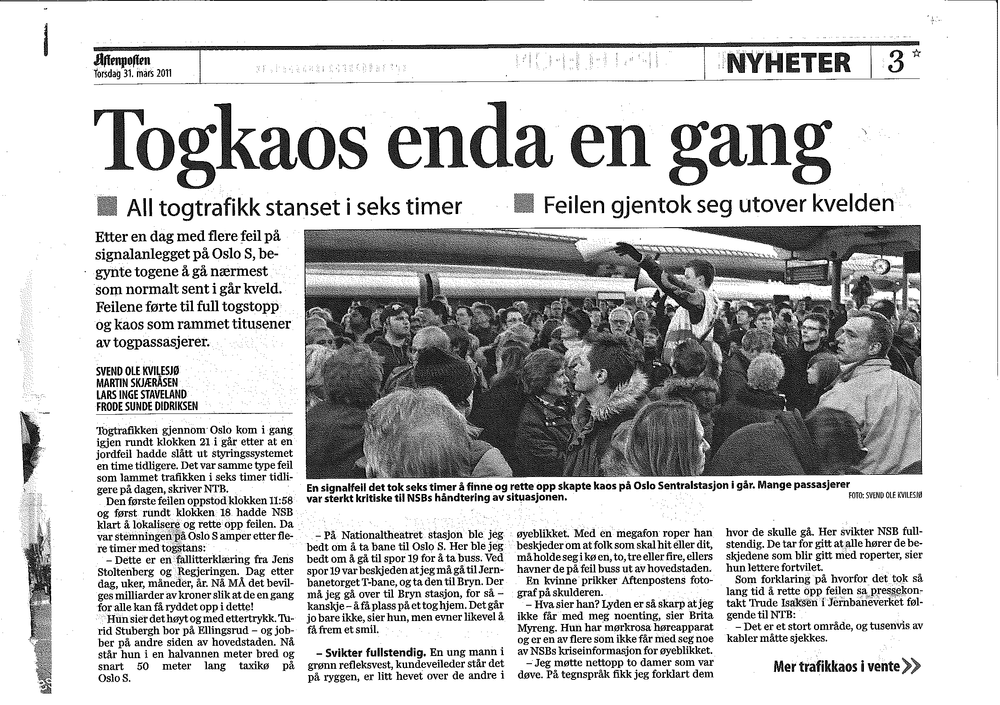 Aftenposten
Torsdag 31. mars 2011
NYHETER
3
Togkaos enda en gang
All togtrafikk stanset i seks timer
Feilen gjentok seg utover kvelden
Etter en dag med flere feil på
signalanlegget på Oslo S, be-
gynte togene å gå nærmest
som normalt sent i går kveld.
Feilene førte til full togstopp
og kaos som rammet titusener
av togpassasjerer.
SVEND OLE KVILESJØ
MARTIN SKJÆRÅSEN
LARS INGE STAVELAND
FRODE SUNDE DIDRIKSEN
Togtrafikken gjennom Oslo kom i gang
igjen rundt klokken 21 i går etter at en
jordfeil hadde slått ut styringssystemet
en time tidligere. Det var samme type feil
som lammet trafikken i seks timer tidli-
gere på dagen, skriver NTB.
Den første feilen oppstod klokken 11:58
og først rundt klokken 18 hadde NSB
klart å lokalisere og rette opp feilen. Da
var stemningen på Oslo S amper etter fle-
re timer med togstans:
– Dette er en fallitterklæring fra Jens
Stoltenberg og Regjeringen. Dag etter
dag, uker, måneder, år. Nå MÅ det bevil-
ges milliarder av kroner slik at de en gang
for alle kan få ryddet opp i dette!
Hun sier det høyt og med ettertrykk. Tu-
rid Stubergh bor på Ellingsrud – og job-
ber på andre siden av hovedstaden. Nå
står hun i en halvannen meter bred og
snart 50 meter lang taxikø på
Oslo S.
En signalfeil det tok seks timer å finne og rette opp skapte kaos på Oslo Sentralstasjon i går. Mange passasjerer
var sterkt kritiske til NSBs håndtering av situasjonen.
FOTO: SVEND OLE KVILESJØ
– På Nationaltheatret stasjon ble jeg
bedt om å ta bane til Oslo S. Her ble jeg
bedt om å gå til spor 19 for å ta buss. Ved
spor 19 var beskjeden at jeg må gå til Jern-
banetorget T-bane, og ta den til Bryn. Der
må jeg gå over til Bryn stasjon, for så –
kanskje – å få plass på et tog hjem. Det går
jo bare ikke, sier hun, men evner likevel å
få frem et smil.
– Svikter fullstendig. En ung mann i
grønn refleksvest, kundeveileder står det
på ryggen, er litt hevet over de andre i
øyeblikket. Med en megafon roper han
beskjeder om at folk som skal hit eller dit,
må holde seg i kø en, to, tre eller fire, ellers
havner de på feil buss ut av hovedstaden.
En kvinne prikker Aftenpostens foto-
graf på skulderen.
– Hva sier han? Lyden er så skarp at jeg
ikke får med meg noenting, sier Brita
Myreng. Hun har mørkrosa høreapparat
og er en av flere som ikke får med seg noe
av NSBs kriseinformasjon for øyeblikket.
– Jeg møtte nettopp to damer som var
døve. På tegnspråk fikk jeg forklart dem
hvor de skulle gå. Her svikter NSB full-
stendig. De tar for gitt at alle hører de be-
skjedene som blir gitt med roperter, sier
hun lettere fortvilet.
Som forklaring på hvorfor det tok så
lang tid å rette opp feilen sa pressekon-
takt Trude Isaksen i Jernbaneverket føl-
gende til NTB:
– Det er et stort område, og tusenvis av
kabler måtte sjekkes.
Mer trafikkaos i vente